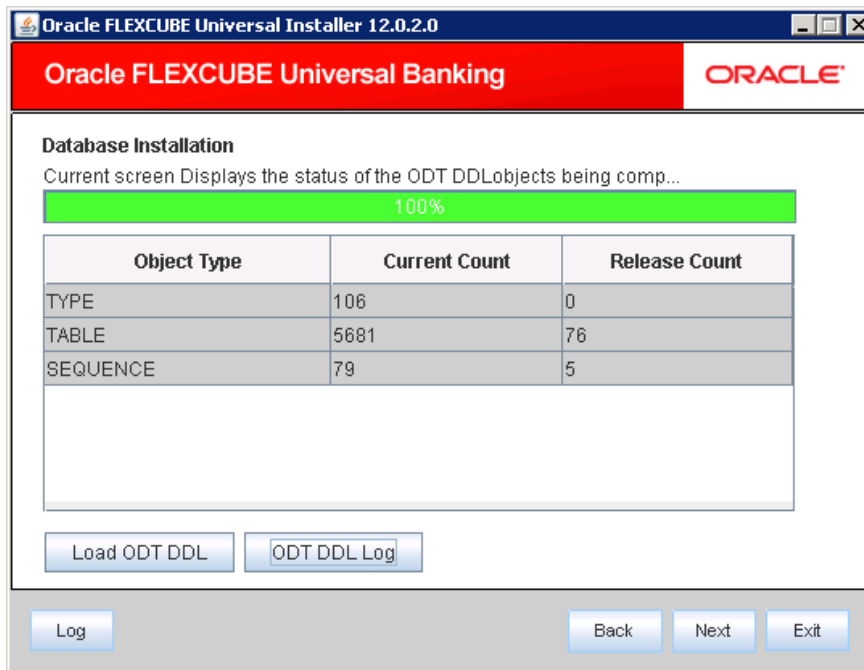 Oracle FLEXCUBE Universal Installer 12.0.2.0
Oracle FLEXCUBE Universal Banking
ORACLE
Database Installation
Current screen Displays the status of the ODT DDLobjects being comp...
100%
Object Type Current Count Release Count
TYPE 106 0
TABLE 5681 76
SEQUENCE 79 5
Load ODT DDL ODT DDL Log
Log Back Next Exit